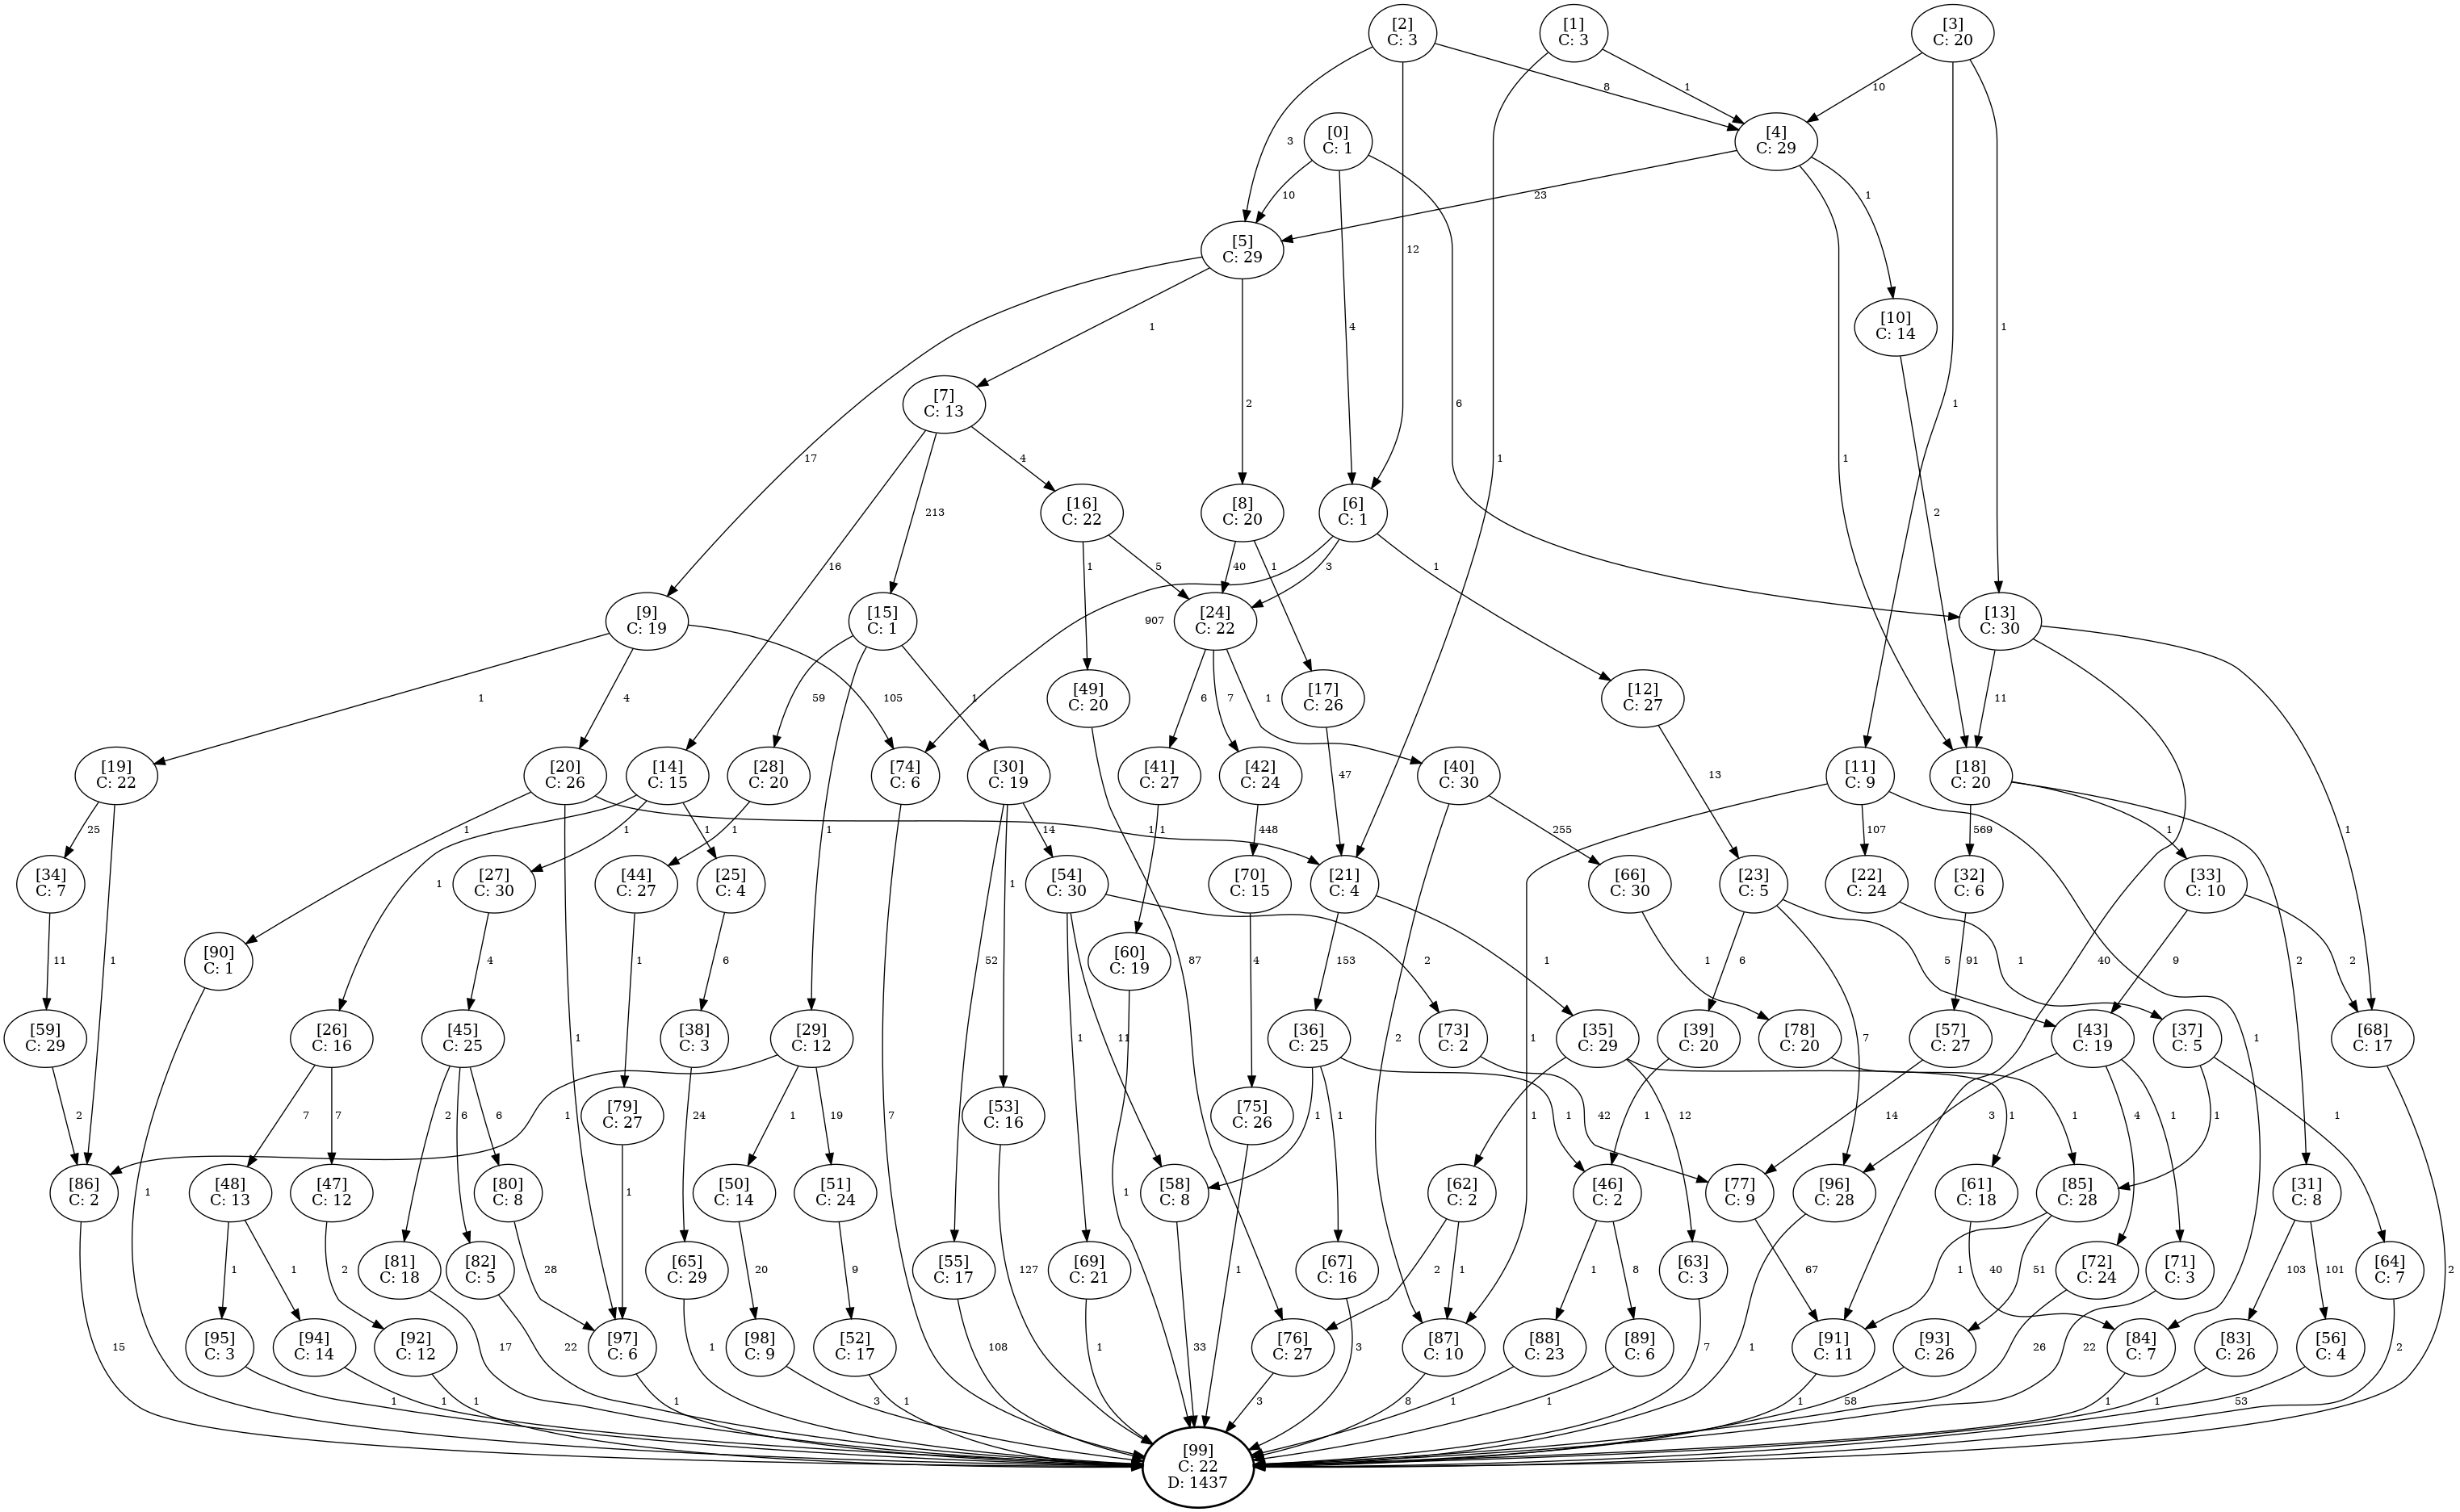 [2]
C: 3
[1]
C: 3
[3]
C: 20
8
1
10
[0]
C: 1
[4]
C: 29
3
10
23
1
[5]
C: 29
12
[10]
C: 14
4
1
1
2
[7]
C: 13
17
6
1
1
4
[16]
C: 22
[8]
C: 20
[6]
C: 1
213
2
16
1
5
40
1
3
1
[9]
C: 19
[15]
C: 1
907
[24]
C: 22
[13]
C: 30
1
4
105
59
1
[49]
C: 20
6
7
1
[17]
C: 26
[12]
C: 27
11
[19]
C: 22
[20]
C: 26
[14]
C: 15
[28]
C: 20
[74]
C: 6
[30]
C: 19
[41]
C: 27
[42]
C: 24
47
[40]
C: 30
13
[11]
C: 9
[18]
C: 20
25
1
1
1
1
1
1
14
1
448
255
107
569
1
1
[34]
C: 7
[27]
C: 30
[44]
C: 27
[25]
C: 4
1
[54]
C: 30
[70]
C: 15
[21]
C: 4
[66]
C: 30
[23]
C: 5
[22]
C: 24
[32]
C: 6
[33]
C: 10
11
1
[90]
C: 1
4
1
6
52
[60]
C: 19
87
4
153
1
2
1
6
5
1
91
40
9
2
2
[59]
C: 29
[26]
C: 16
[45]
C: 25
[38]
C: 3
[29]
C: 12
1
1
11
[36]
C: 25
[73]
C: 2
[35]
C: 29
2
1
[39]
C: 20
[78]
C: 20
7
[57]
C: 27
[43]
C: 19
[37]
C: 5
1
[68]
C: 17
2
7
7
2
6
6
[79]
C: 27
24
1
1
19
[53]
C: 16
[75]
C: 26
1
1
1
42
1
12
1
1
1
14
3
4
1
1
1
[86]
C: 2
[48]
C: 13
[47]
C: 12
[80]
C: 8
1
[50]
C: 14
[51]
C: 24
7
1
[58]
C: 8
[62]
C: 2
[46]
C: 2
[77]
C: 9
[96]
C: 28
[61]
C: 18
[85]
C: 28
[31]
C: 8
1
1
1
2
[81]
C: 18
[82]
C: 5
28
[65]
C: 29
20
9
[55]
C: 17
127
[69]
C: 21
1
[67]
C: 16
2
1
1
8
[63]
C: 3
67
40
1
51
[72]
C: 24
[71]
C: 3
103
101
[64]
C: 7
2
15
[95]
C: 3
[94]
C: 14
[92]
C: 12
17
22
[97]
C: 6
1
[98]
C: 9
[52]
C: 17
108
1
33
[76]
C: 27
3
[87]
C: 10
[88]
C: 23
[89]
C: 6
7
1
[91]
C: 11
[93]
C: 26
26
22
[84]
C: 7
[83]
C: 26
[56]
C: 4
2
1
1
1
1
3
1
3
8
1
1
1
58
1
1
53
[99]
C: 22
D: 1437